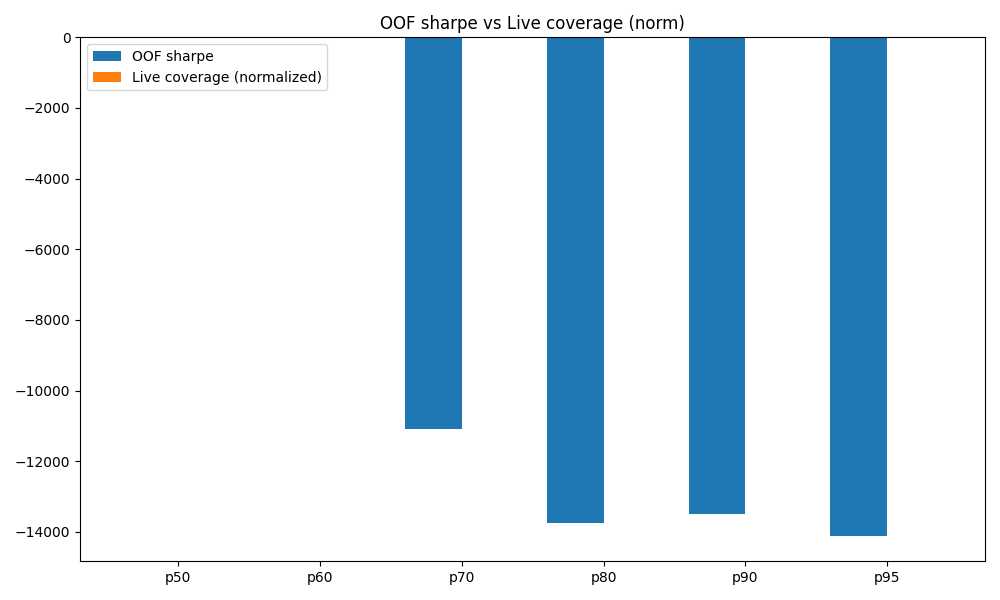 OOF sharpe vs Live coverage (norm)
OOF sharpe
Live coverage (normalized)
0
−2000
−4000
−6000
−8000
−10000
−12000
−14000
p50 p60 p70 p80 p90 p95